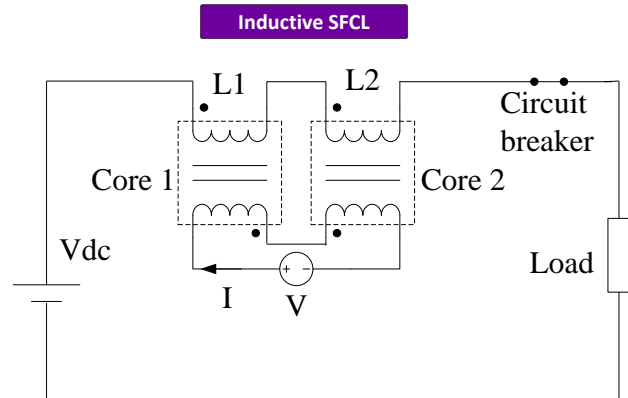 Inductive SFCL
L1
L2
Circuit
breaker
Core 1
Core 2
Vdc
Load
+
-
I
V